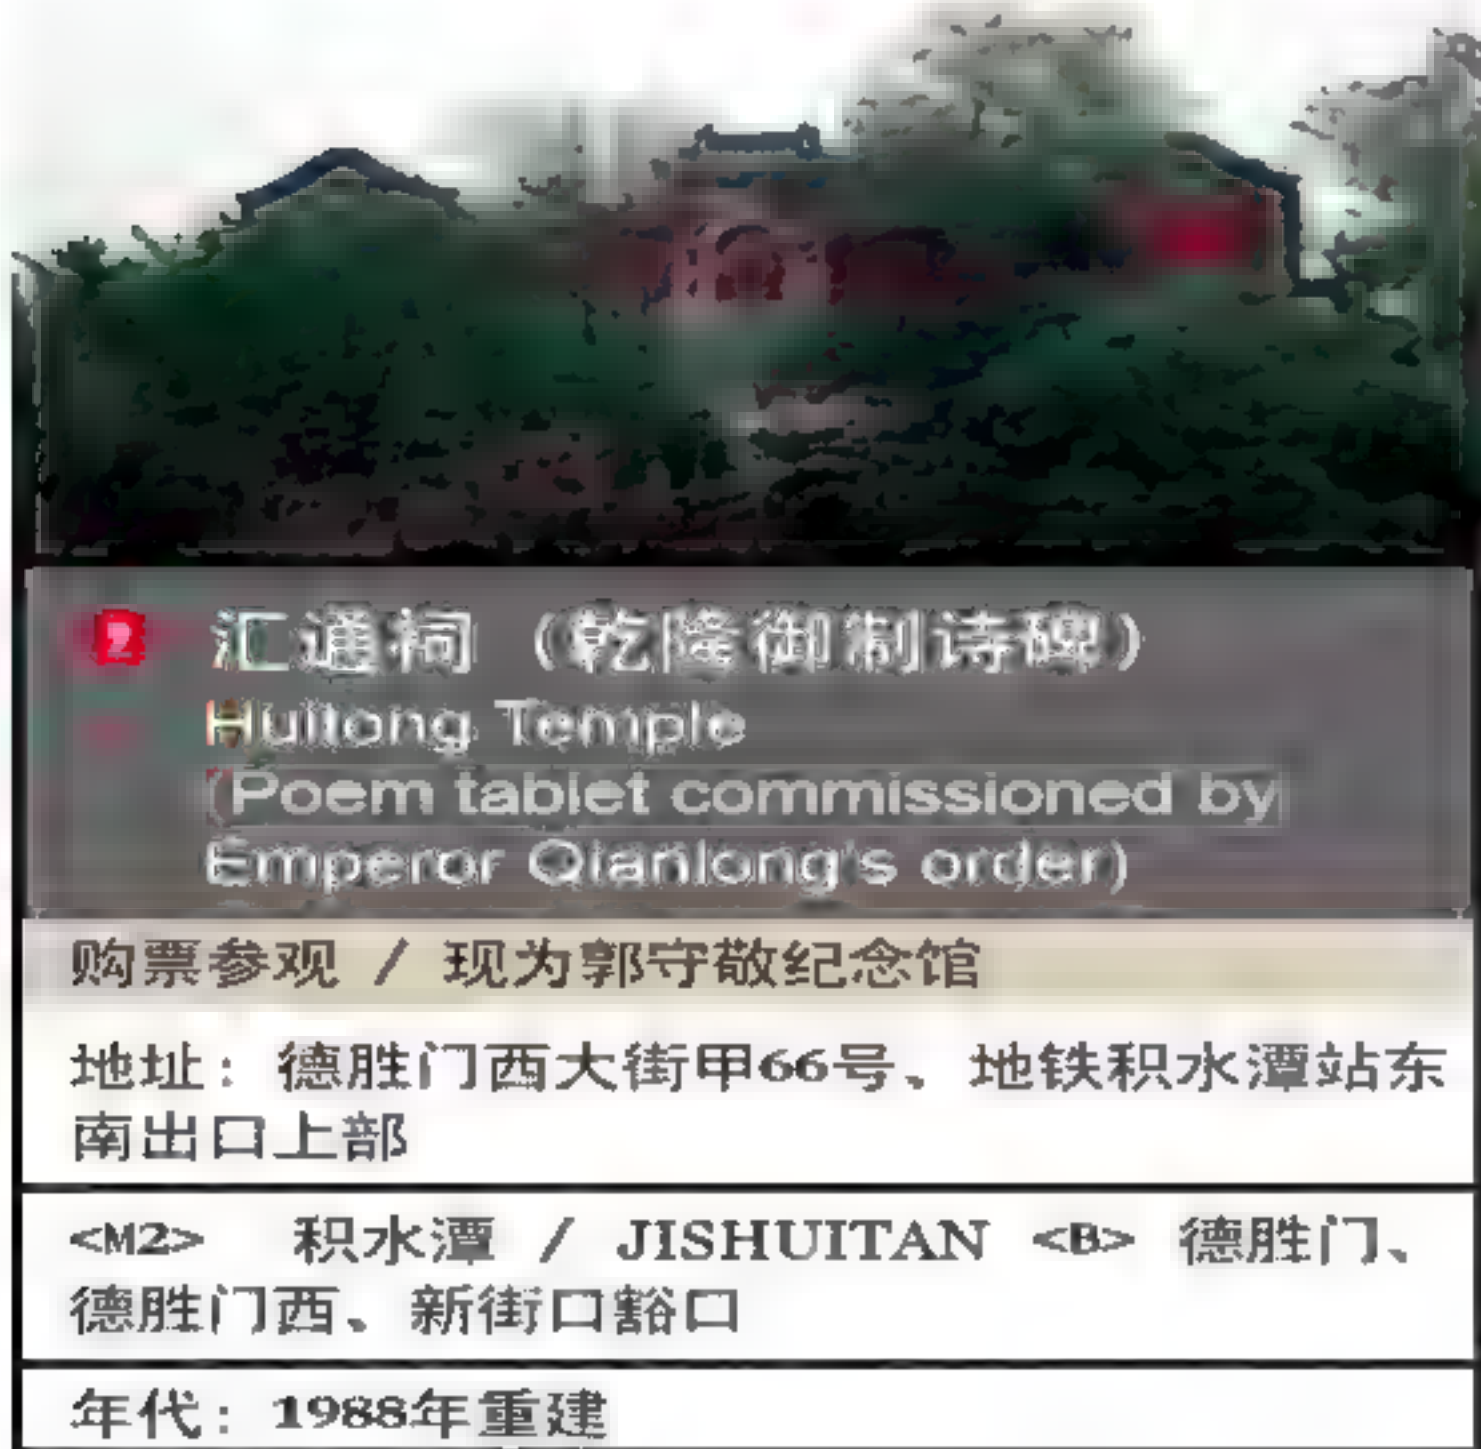 2 汇通祠（乾隆御制诗碑）
Huitong Temple
(Poem tablet commissioned by
Emperor Qianlong's order)
购票参观 / 现为郭守敬纪念馆
地址：德胜门西大街甲66号、地铁积水潭站东
南出口上部
<M2> 积水潭 / JISHUITAN <B> 德胜门、
德胜门西、新街口豁口
年代：1988年重建